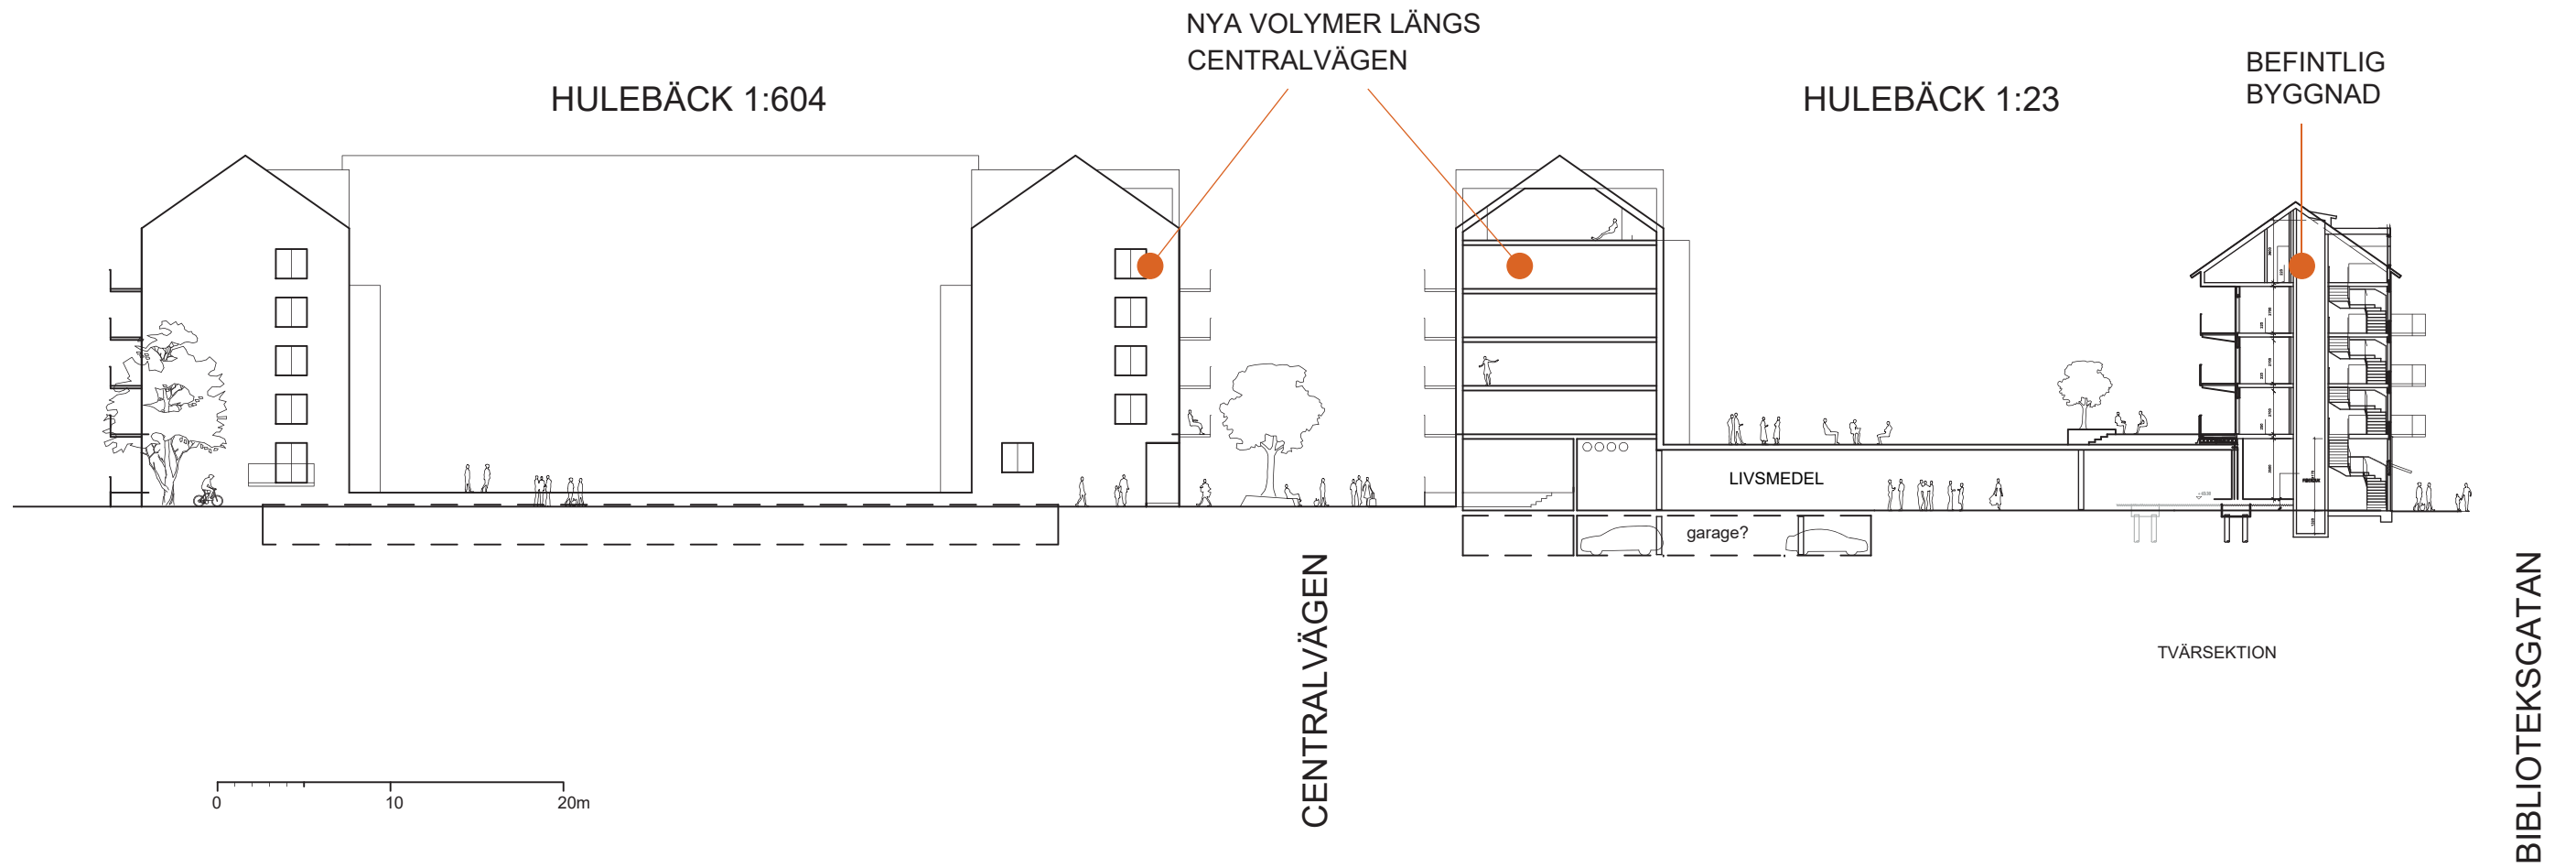 NYA VOLYMER LÄNGS
CENTRALVÄGEN
BEFINTLIG
BYGGNAD
HULEBÄCK 1:604
HULEBÄCK 1:23
LIVSMEDEL
garage?
CENTRALVÄGEN
TVÄRSEKTION
BIBLIOTEKSGATAN
0
10
20m